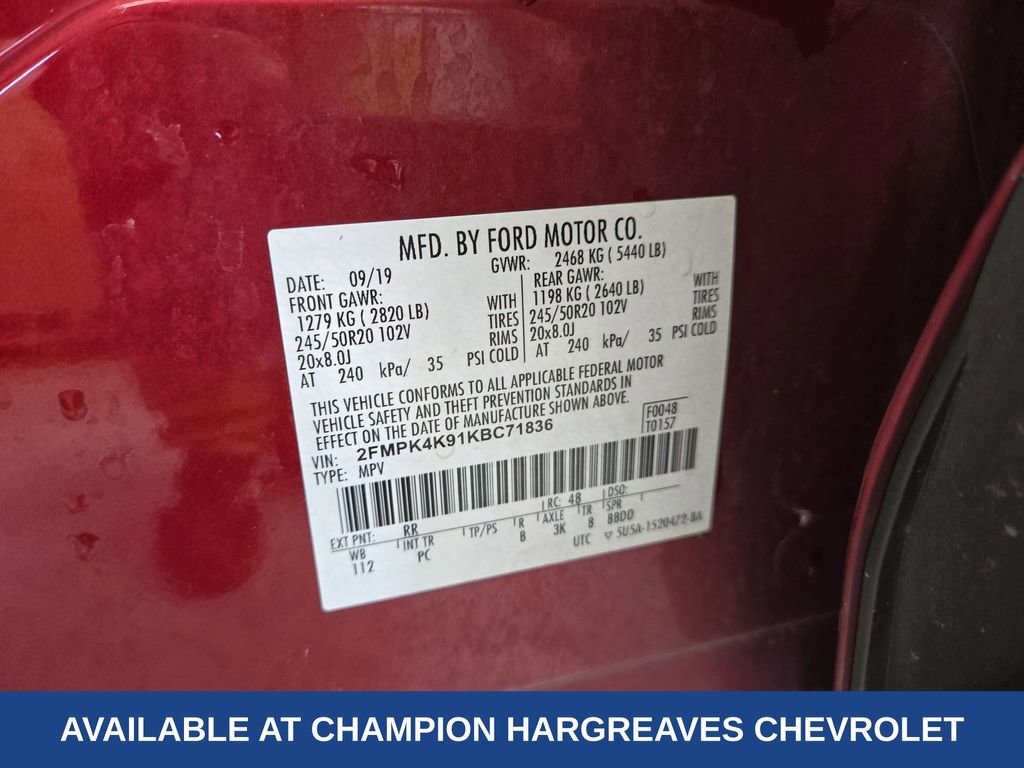 MFD. BY FORD MOTOR CO.
DATE: 09/19 GVWR: 2468 KG ( 5440 LB)
FRONT GAWR: REAR GAWR:
1279 KG ( 2820 LB) WITH 1198 KG ( 2640 LB) WITH
245/50R20 102V TIRES 245/50R20 102V TIRES
20x8.0J RIMS 20x8.0J RIMS
AT 240 kPa/ 35 PSI COLD AT 240 kPa/ 35 PSI COLD
THIS VEHICLE CONFORMS TO ALL APPLICABLE FEDERAL MOTOR
VEHICLE SAFETY AND THEFT PREVENTION STANDARDS IN
EFFECT ON THE DATE OF MANUFACTURE SHOWN ABOVE.
VIN: 2FMPK4K91KBC71836 F0048
TYPE: MPV T0157
EXT PNT: RR RC: 48 DSO:
WB INT TR TP/PS R AXLE TR SPR
112 PC B 3K 8 BBDD
UTC ▽ 5U5A-1520472-BA
AVAILABLE AT CHAMPION HARGREAVES CHEVROLET